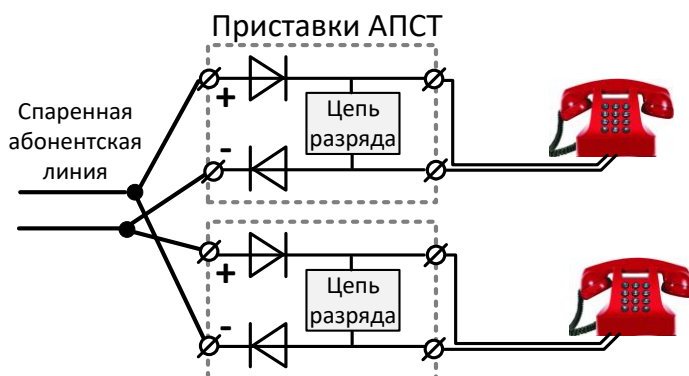 Приставки АПСТ
Спаренная
абонентская
линия
+
Цепь
разряда
-
+
Цепь
разряда
-